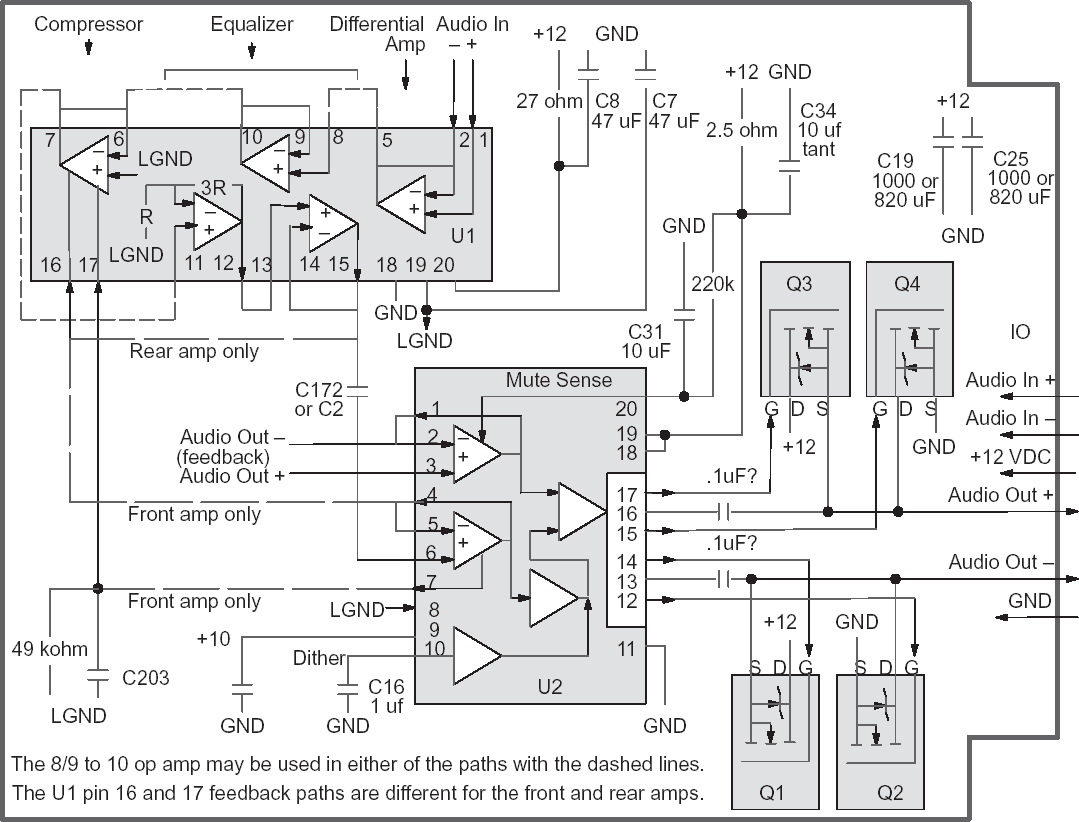 Compressor
Equalizer
Differential
Amp
Audio In
– +
+12
GND
27 ohm
C8
47 uF
C7
47 uF
+12 GND
2.5 ohm
C34
10 uf
tant
+12
C19
1000 or
820 uF
C25
1000 or
820 uF
GND
7
6
10
9
8
5
2
1
–
+
LGND
–
+
R
3R
–
+
LGND
+
–
–
+
U1
16
17
11
12
13
14
15
18
19
20
GND
LGND
Rear amp only
C172
or C2
GND
220k
C31
10 uF
Q3
G D S
+12
Q4
G D S
GND
IO
Audio In +
Audio In –
+12 VDC
Audio Out +
Audio Out –
GND
Mute Sense
1
2
3
4
5
6
7
8
9
10
–
+
–
+
20
19
18
17
16
15
14
13
12
11
U2
Audio Out –
(feedback)
Audio Out +
Front amp only
Front amp only
LGND
.1uF?
.1uF?
49 kohm
LGND
C203
+10
GND
Dither
C16
1 uf
GND
GND
+12
S D G
Q1
GND
S D G
Q2
The 8/9 to 10 op amp may be used in either of the paths with the dashed lines.
The U1 pin 16 and 17 feedback paths are different for the front and rear amps.